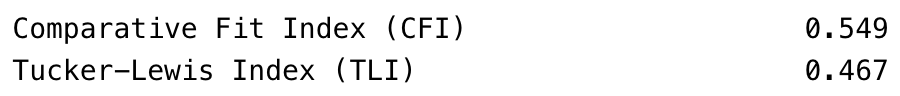 Comparative Fit Index (CFI) 0.549
Tucker-Lewis Index (TLI) 0.467